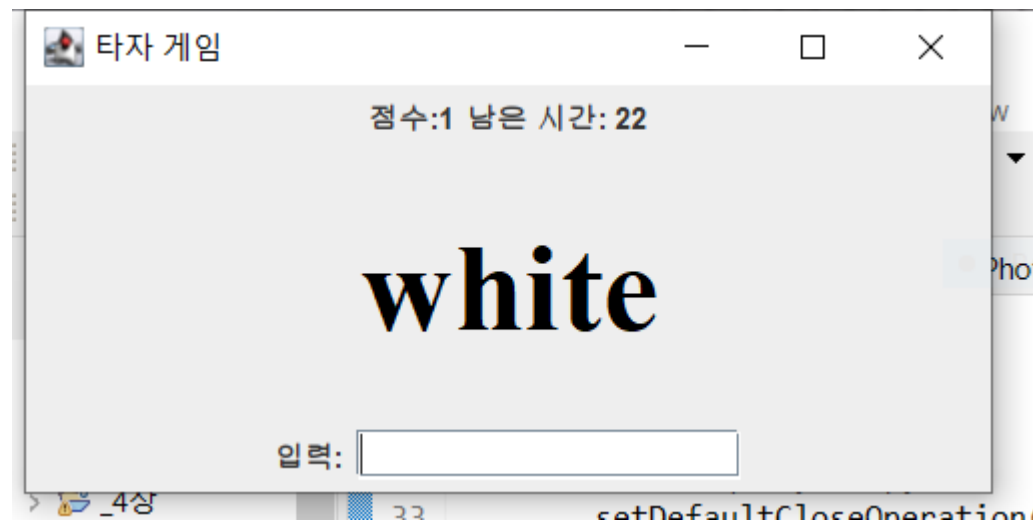 타자 게임
점수:1 남은 시간: 22
w
Pho
white
입력:
_4장
33 setDefaultCloseOperation